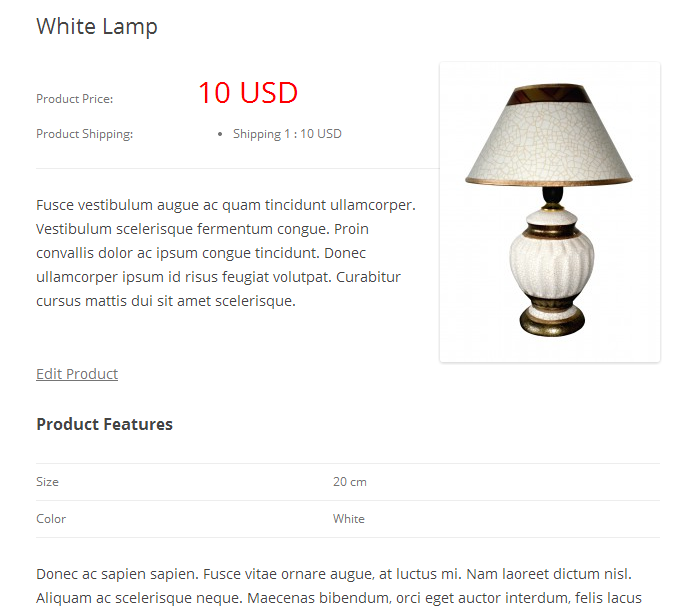 White Lamp
Product Price: 10 USD
Product Shipping: • Shipping 1 : 10 USD
Fusce vestibulum augue ac quam tincidunt ullamcorper.
Vestibulum scelerisque fermentum congue. Proin
convallis dolor ac ipsum congue tincidunt. Donec
ullamcorper ipsum id risus feugiat volutpat. Curabitur
cursus mattis dui sit amet scelerisque.
Edit Product
Product Features
Size 20 cm
Color White
Donec ac sapien sapien. Fusce vitae ornare augue, at luctus mi. Nam laoreet dictum nisl.
Aliquam ac scelerisque neque. Maecenas bibendum, orci eget auctor interdum, felis lacus